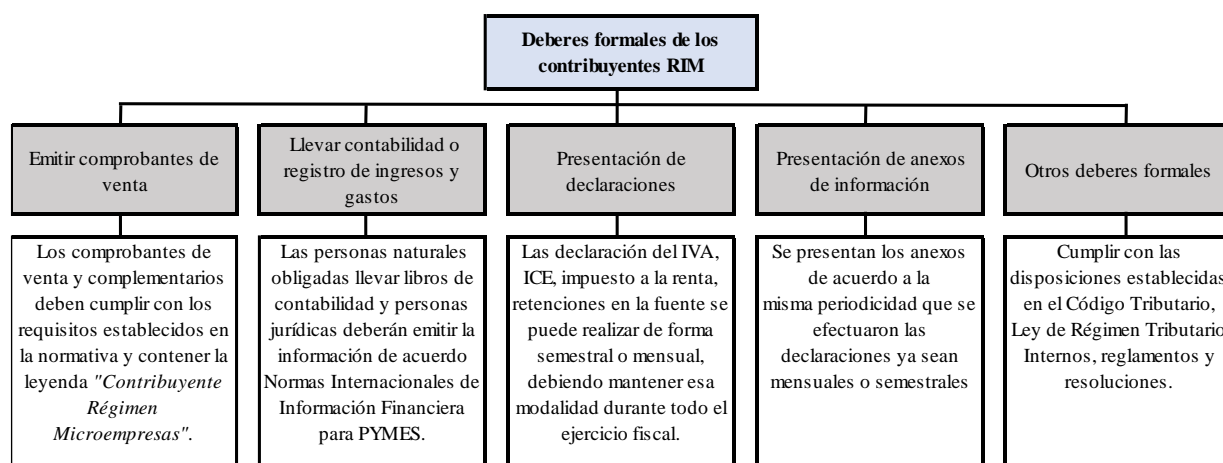 Deberes formales de los
contribuyentes RIM
Emitir comprobantes de
venta
Llevar contabilidad o
registro de ingresos y
gastos
Presentación de
declaraciones
Presentación de anexos
de información
Otros deberes formales
Los comprobantes de
venta y complementarios
deben cumplir con los
requisitos establecidos en
la normativa y contener la
leyenda "Contribuyente
Régimen
Microempresas".
Las personas naturales
obligadas llevar libros de
contabilidad y personas
jurídicas deberán emitir la
información de acuerdo
Normas Internacionales de
Información Financiera
para PYMES.
Las declaración del IVA,
ICE, impuesto a la renta,
retenciones en la fuente se
puede realizar de forma
semestral o mensual,
debiendo mantener esa
modalidad durante todo el
ejercicio fiscal.
Se presentan los anexos
de acuerdo a la
misma periodicidad que se
efectuaron las
declaraciones ya sean
mensuales o semestrales
Cumplir con las
disposiciones establecidas
en el Código Tributario,
Ley de Régimen Tributario
Internos, reglamentos y
resoluciones.